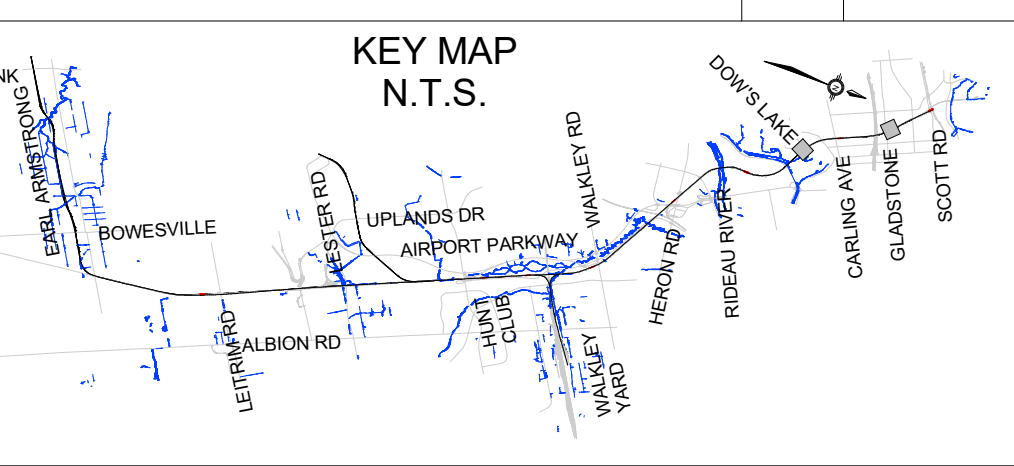 KEY MAP
N.T.S.
NK
EARL ARMSTRONG
BOWESVILLE
LESTER RD
UPLANDS DR
AIRPORT PARKWAY
WALKLEY RD
DOW'S LAKE
N
LEITRIM RD
ALBION RD
HUNT
CLUB
WALKLEY
YARD
HERON RD
RIDEAU RIVER
CARLING AVE
GLADSTONE
SCOTT RD